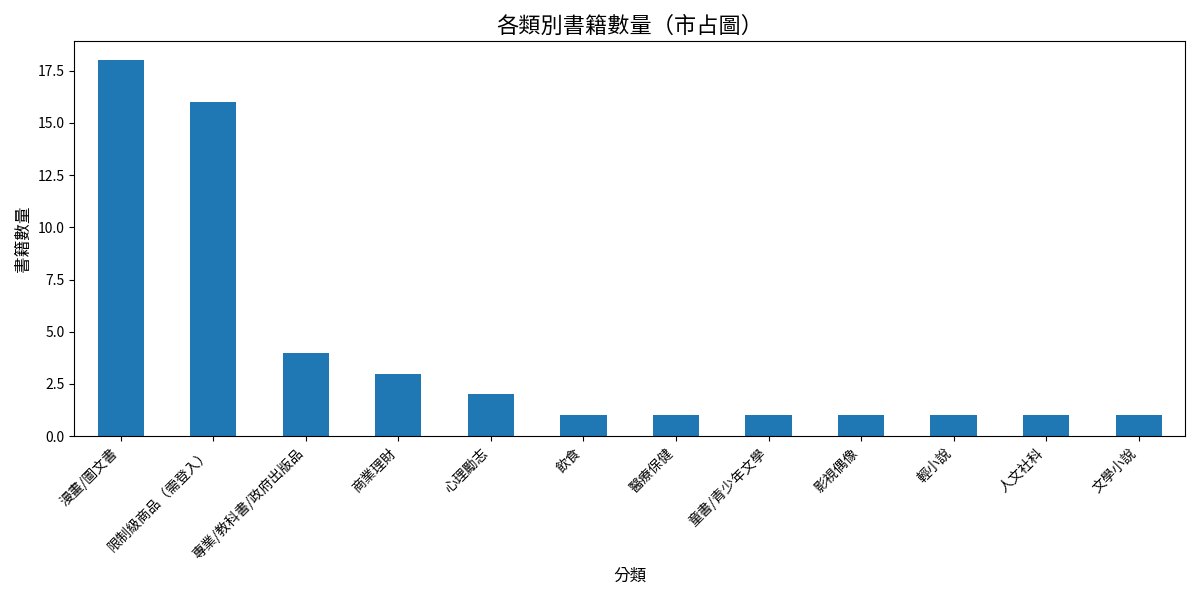 各類別書籍數量（市占圖）
17.5
15.0
12.5
10.0
7.5
5.0
2.5
0.0
書籍數量
漫畫/圖文書
限制級商品（需登入）
專業/教科書/政府出版品
商業理財
心理勵志
飲食
醫療保健
童書/青少年文學
影視偶像
輕小說
人文社科
文學小說
分類